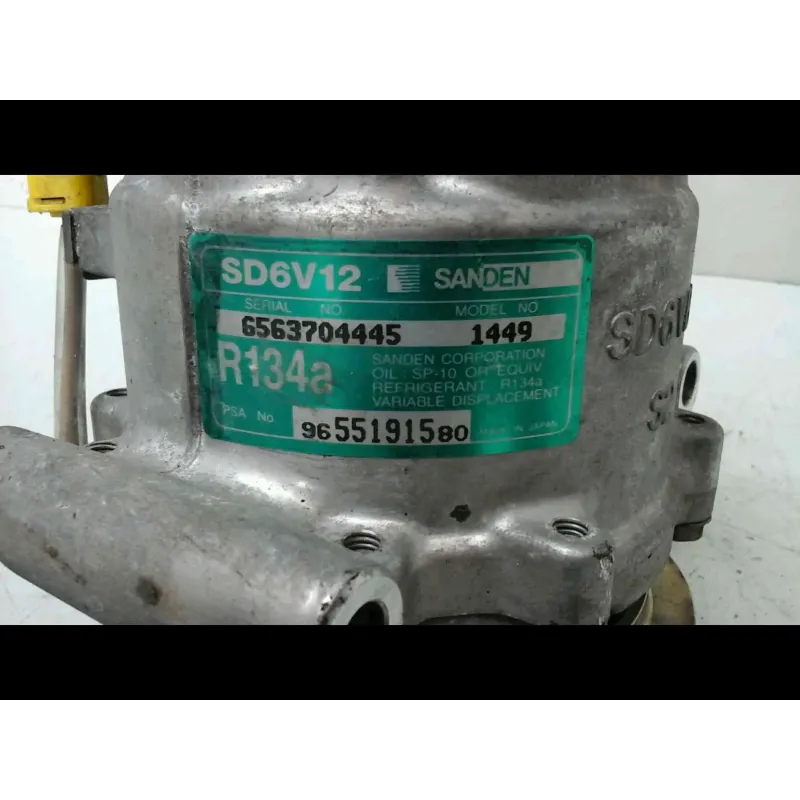 SD6V12 SANDEN
SERIAL NO MODEL NO
6563704445 1449
R134a
SANDEN CORPORATION
OIL : SP-10 OR EQUIV
REFRIGERANT R134a
VARIABLE DISPLACEMENT
PSA No. 9655191580 MADE IN JAPAN
SD6V